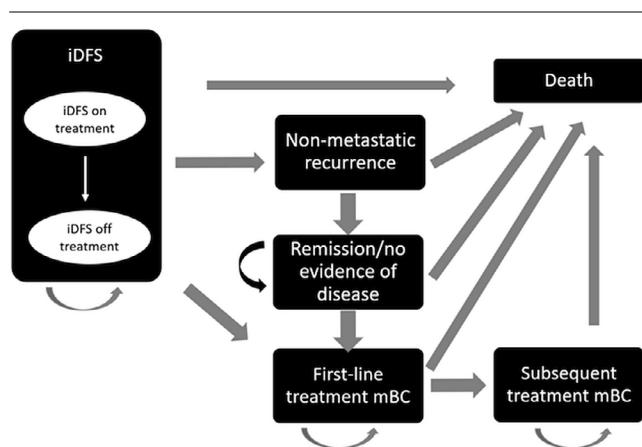 iDFS
iDFS on
treatment
iDFS off
treatment
Death
Non-metastatic
recurrence
Remission/no
evidence of
disease
First-line
treatment mBC
Subsequent
treatment mBC